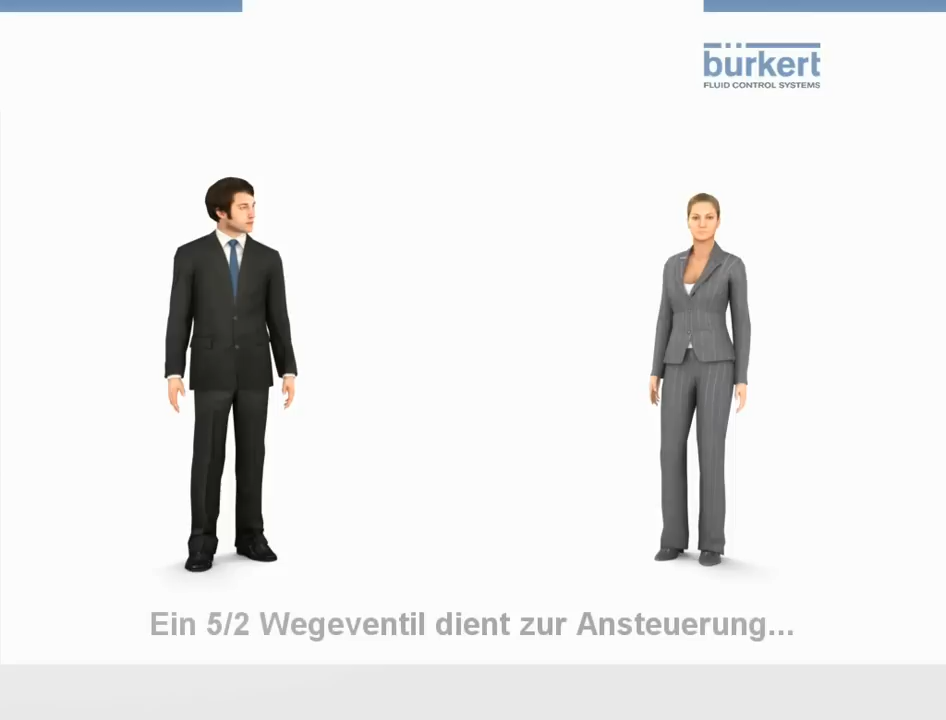 bürkert
FLUID CONTROL SYSTEMS
Ein 5/2 Wegeventil dient zur Ansteuerung...